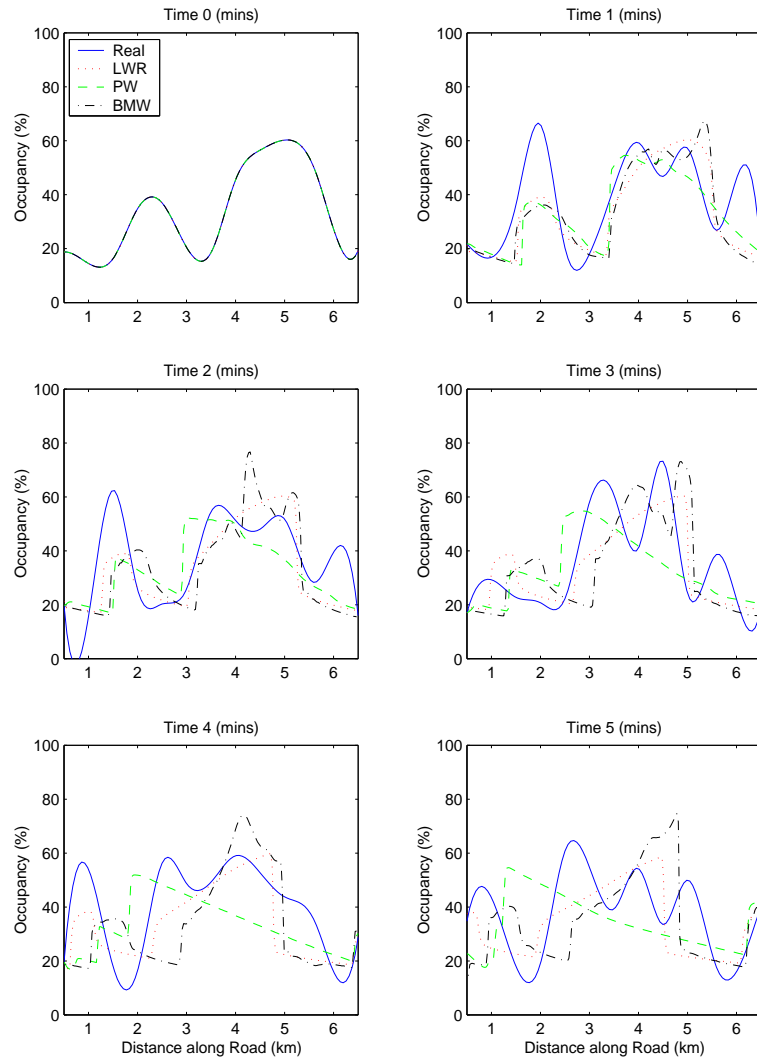 Time 0 (mins)
Occupancy (%)
100
80
60
40
20
0
Real
LWR
PW
BMW
1 2 3 4 5 6
Time 1 (mins)
Occupancy (%)
100
80
60
40
20
0
1 2 3 4 5 6
Time 2 (mins)
Occupancy (%)
100
80
60
40
20
0
1 2 3 4 5 6
Time 3 (mins)
Occupancy (%)
100
80
60
40
20
0
1 2 3 4 5 6
Time 4 (mins)
Occupancy (%)
100
80
60
40
20
0
1 2 3 4 5 6
Distance along Road (km)
Time 5 (mins)
Occupancy (%)
100
80
60
40
20
0
1 2 3 4 5 6
Distance along Road (km)